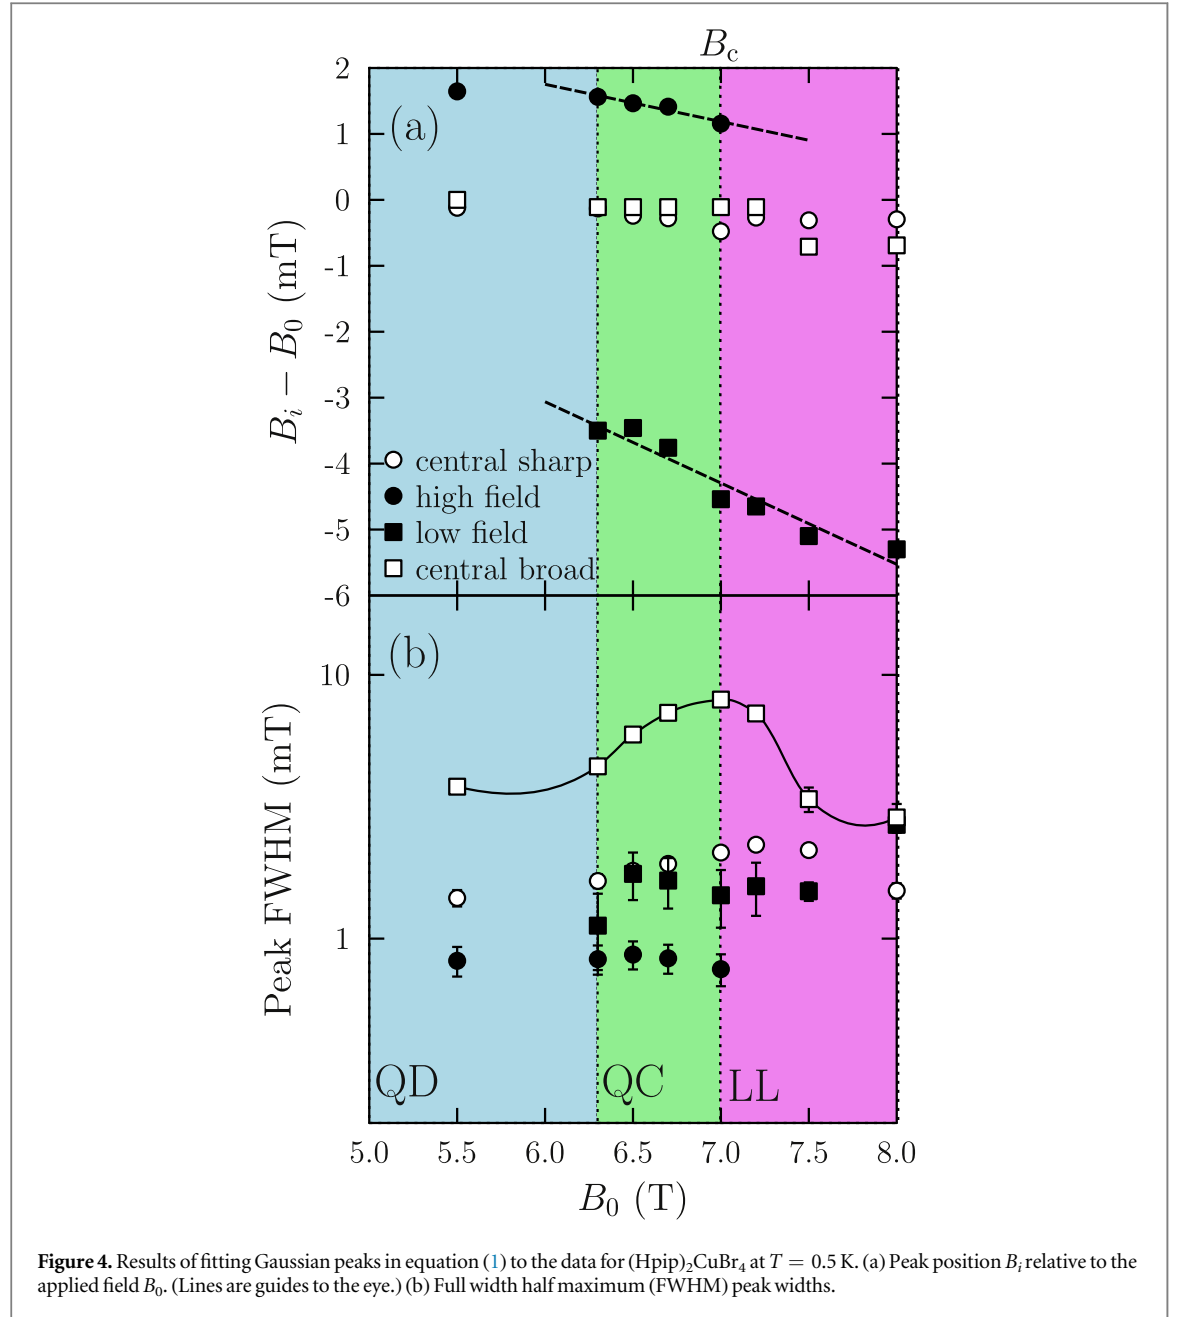 B_c
2
(a)
1
0
-1
-2
-3
-4
-5
-6
B_i − B_0 (mT)
central sharp
high field
low field
central broad
(b)
10
1
Peak FWHM (mT)
QD QC LL
5.0 5.5 6.0 6.5 7.0 7.5 8.0
B_0 (T)
Figure 4. Results of fitting Gaussian peaks in equation (1) to the data for (Hpip)₂CuBr₄ at T = 0.5 K. (a) Peak position B_i relative to the
applied field B_0. (Lines are guides to the eye.) (b) Full width half maximum (FWHM) peak widths.